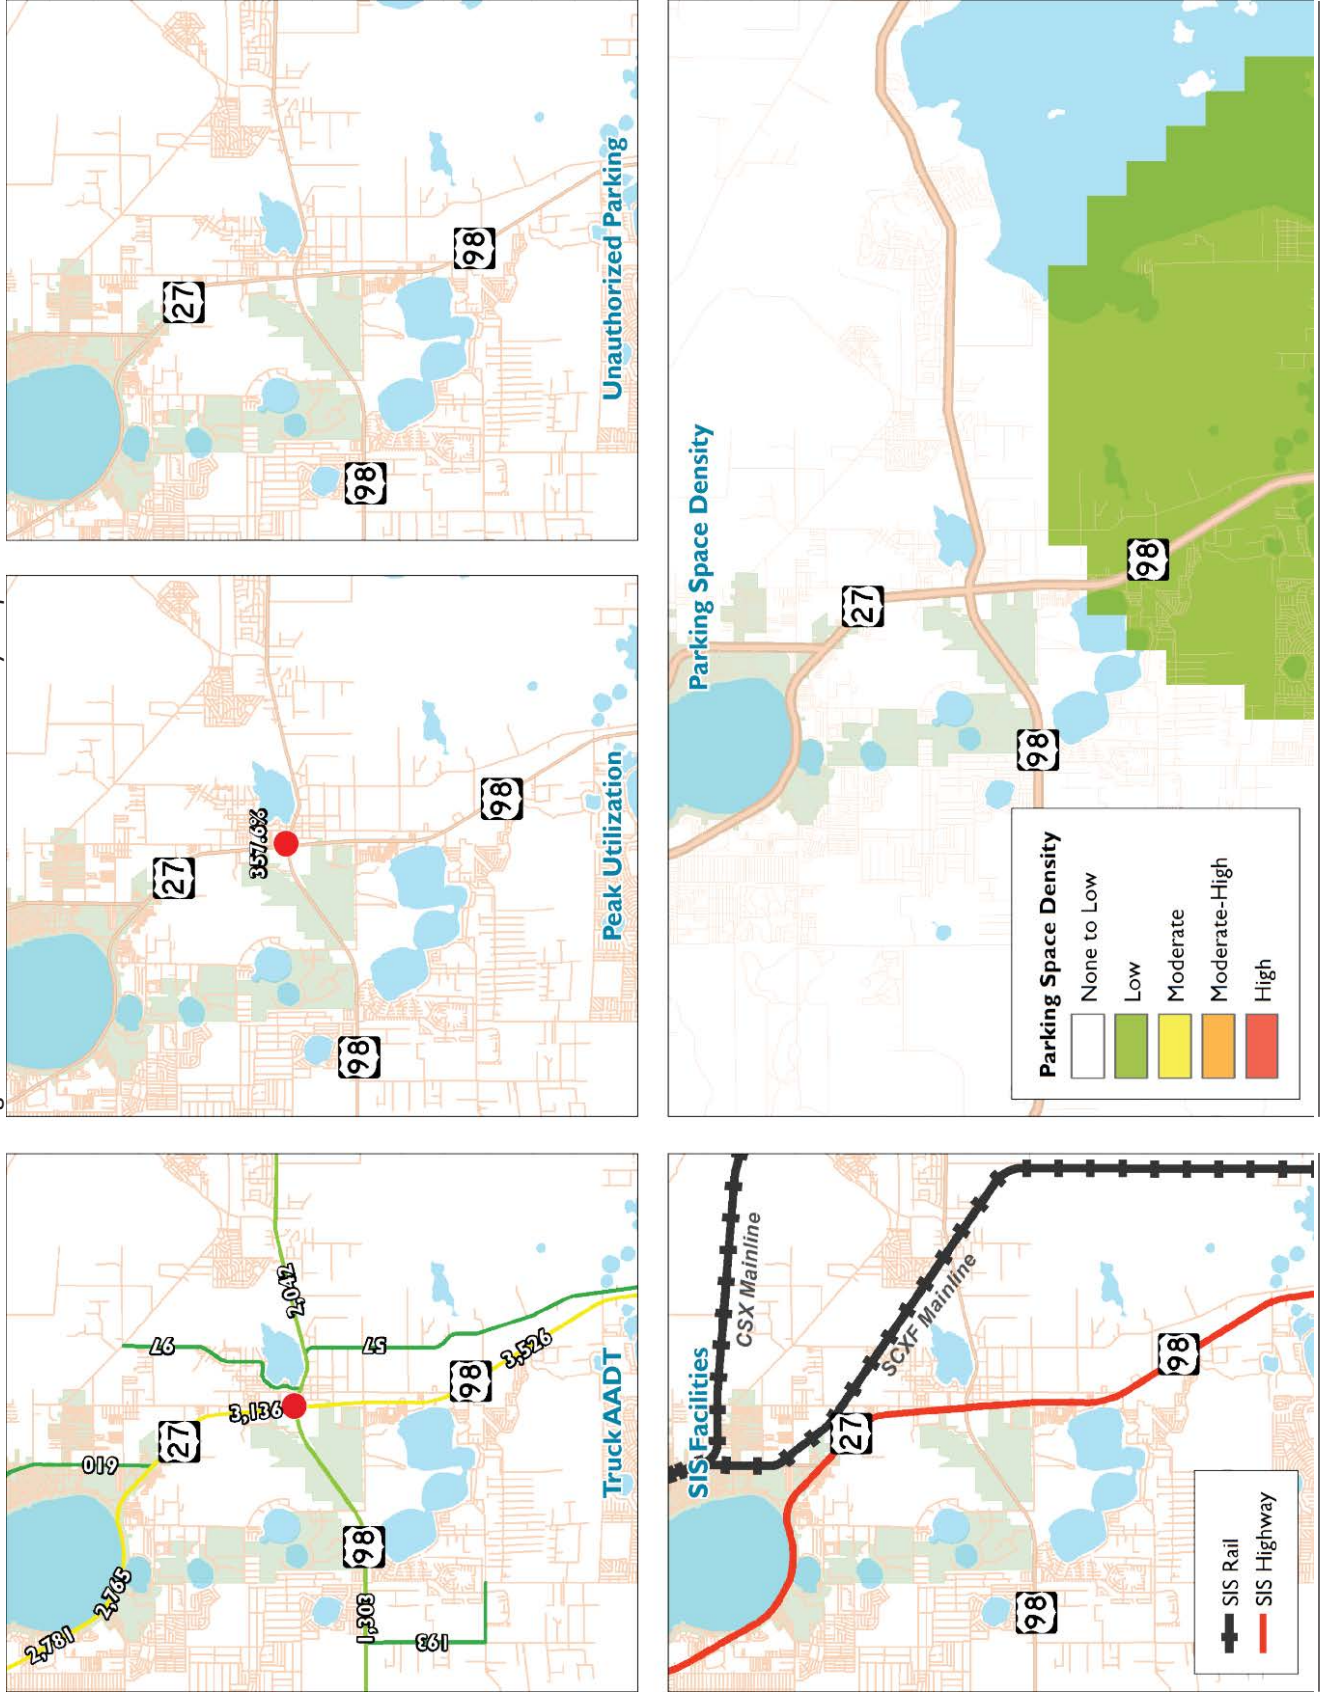 2,781
2,765
610
27
3,136
97
2,042
1,303
98
193
57
98
3,526
Truck AADT
27
357.6%
98
98
Peak Utilization
27
98
98
Unauthorized Parking
SIS Facilities
CSX Mainline
27
SCXF Mainline
98
98
SIS Rail
SIS Highway
Parking Space Density
27
98
98
Parking Space Density
None to Low
Low
Moderate
Moderate-High
High